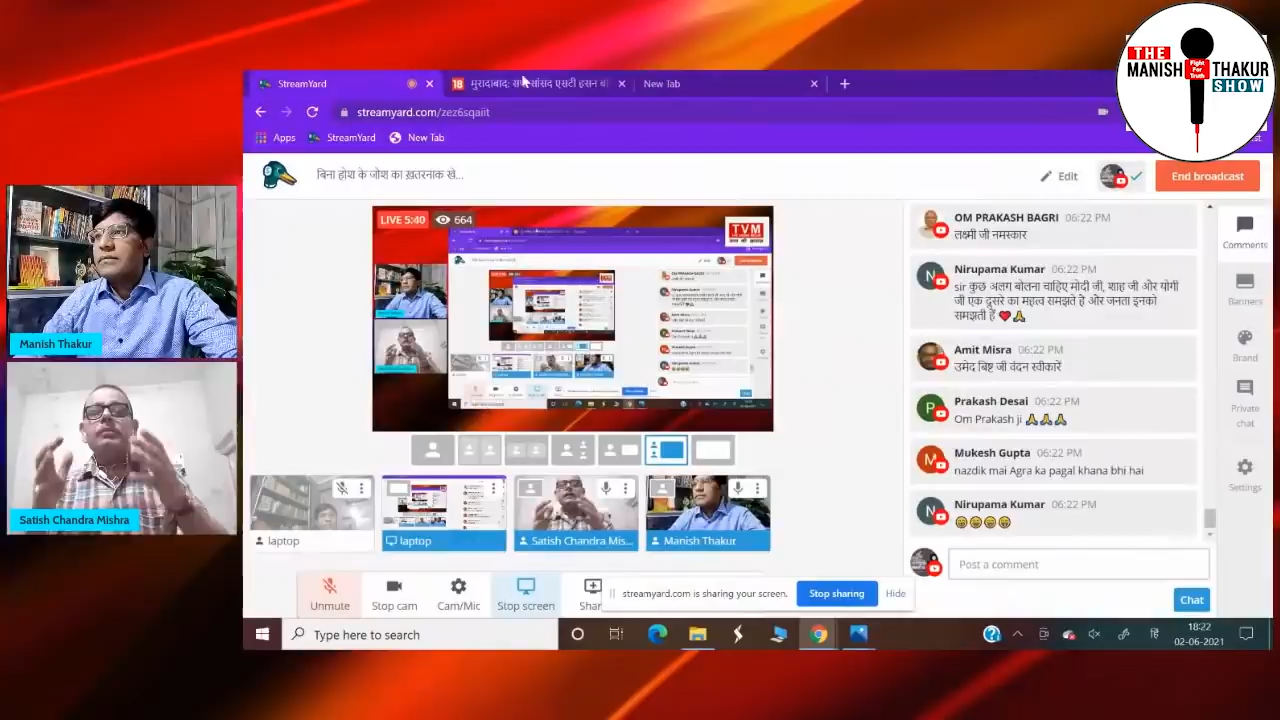 THE
MANISH THAKUR
Fight
For
Truth
SHOW
StreamYard
मुरादाबाद:
एसटी हसन
New Tab
streamyard.com/zez6sqaiit
Apps
StreamYard
New Tab
बिना होश के जोश का ख़तरनाक खे...
Edit
End broadcast
LIVE 5:40
664
TVM
Manish Thakur
Satish Chandra Mishra
OM PRAKASH BAGRI 06:22 PM
लक्ष्मी जी नमस्कार
Nirupama Kumar 06:22 PM
sir कुछ अलग बोलना चाहिए मोदी जी, शाह जी और योगी
जी एक दूसरे का महत्व समझते है और जनता इनको
समझती हैं ❤️🙏
Amit Misra 06:22 PM
उमेद बिष्ट जी वंदन स्वीकारें
Prakash Desai 06:22 PM
Om Prakash ji 🙏🙏🙏
Mukesh Gupta 06:22 PM
nazdik mai Agra ka pagal khana bhi hai
Nirupama Kumar 06:22 PM
😁😁😁😁
Post a comment
Chat
Comments
Banners
Brand
Private
chat
Settings
laptop
laptop
Satish Chandra Mis...
Manish Thakur
Unmute
Stop cam
Cam/Mic
Stop screen
Shar
streamyard.com is sharing your screen.
Stop sharing
Hide
Type here to search
हि
18:22
02-06-2021